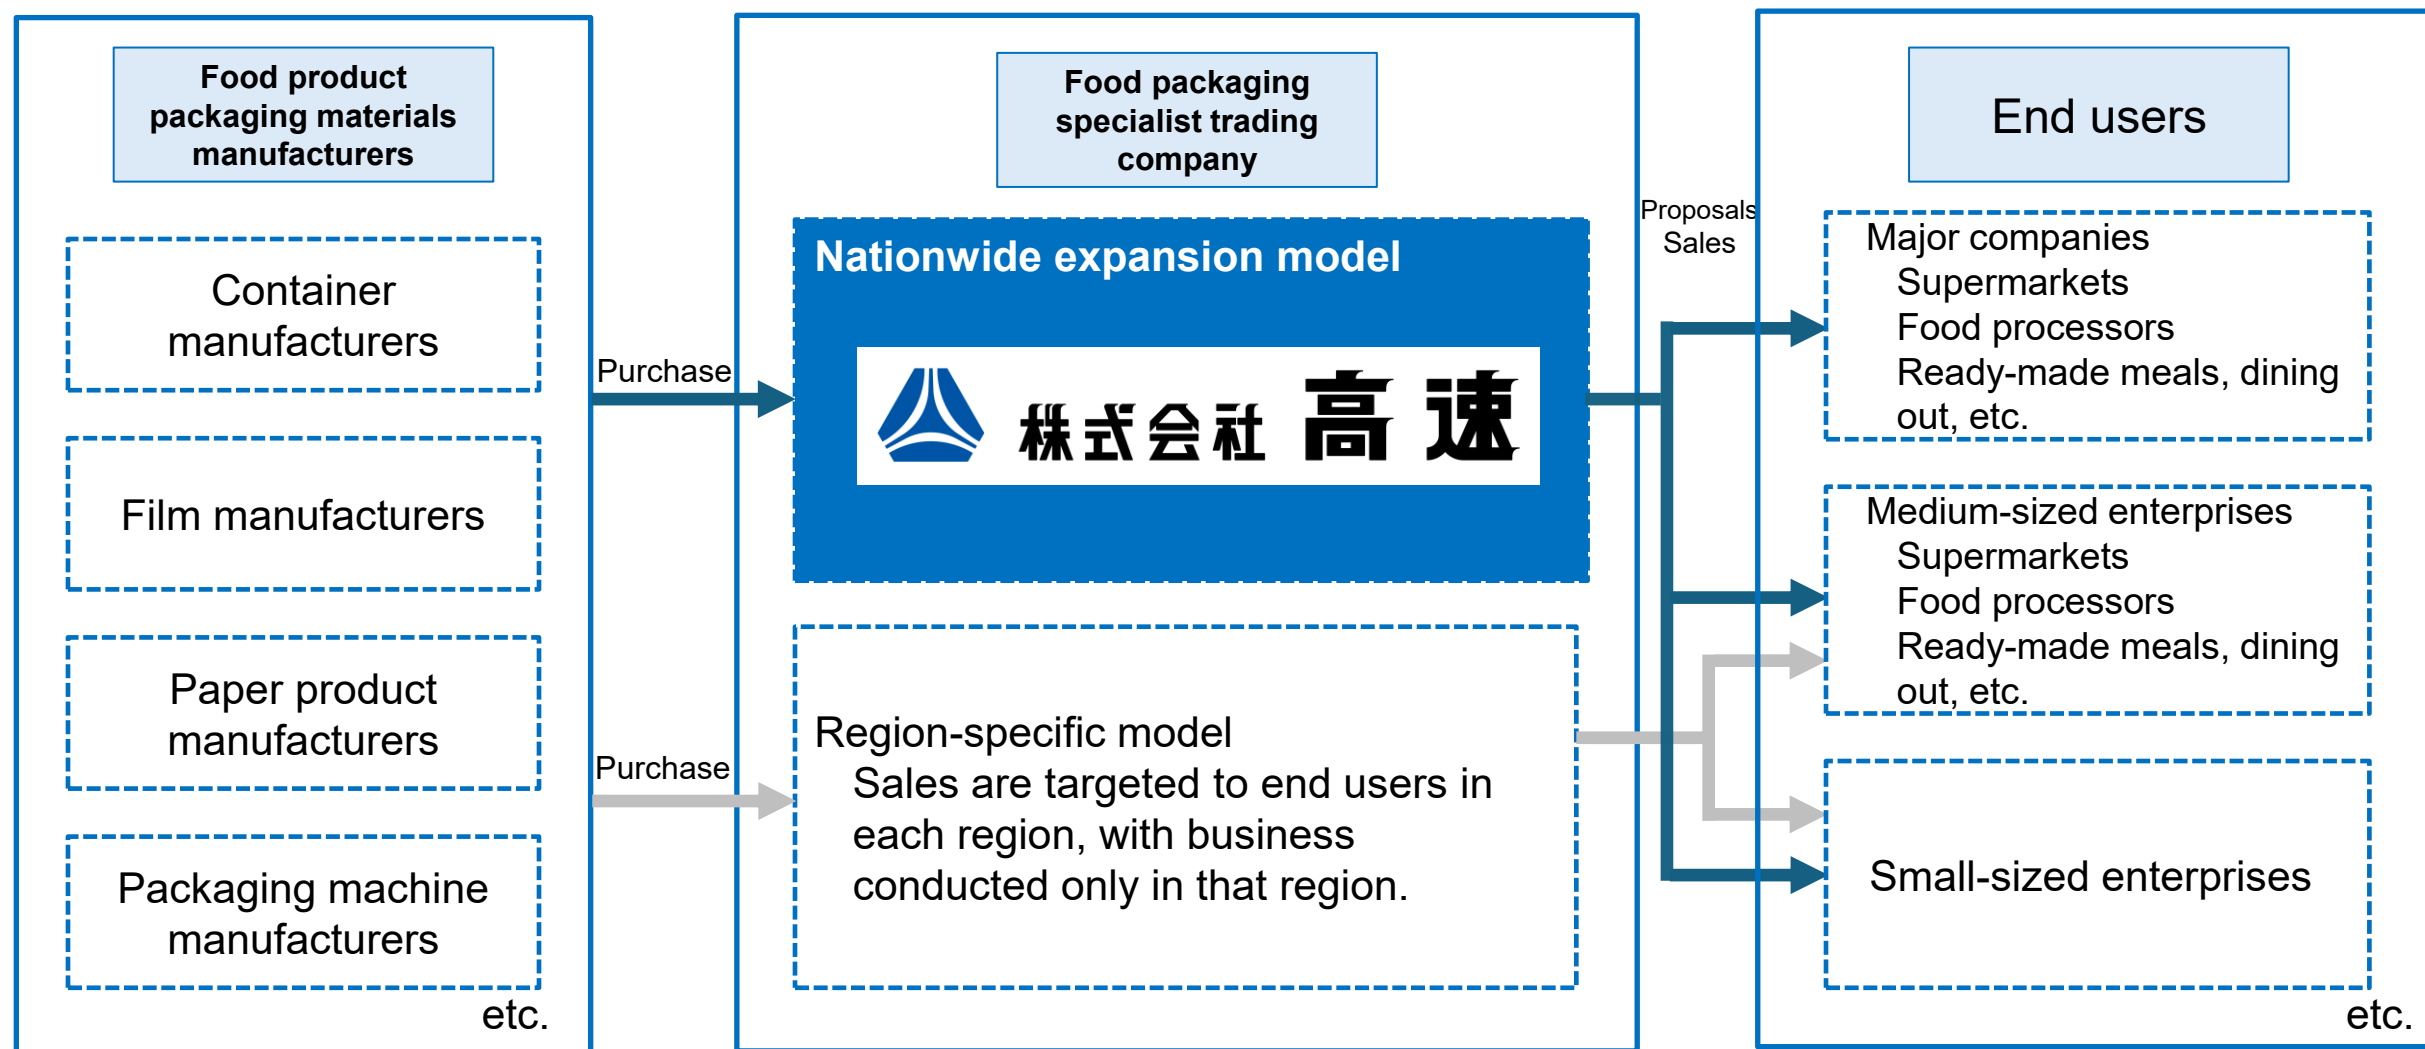 Food product
packaging materials
manufacturers
Container
manufacturers
Film manufacturers
Paper product
manufacturers
Packaging machine
manufacturers
etc.
Purchase
Purchase
Food packaging
specialist trading
company
Nationwide expansion model
株式会社 高速
Region-specific model
Sales are targeted to end users in
each region, with business
conducted only in that region.
Proposals
Sales
End users
Major companies
Supermarkets
Food processors
Ready-made meals, dining
out, etc.
Medium-sized enterprises
Supermarkets
Food processors
Ready-made meals, dining
out, etc.
Small-sized enterprises
etc.